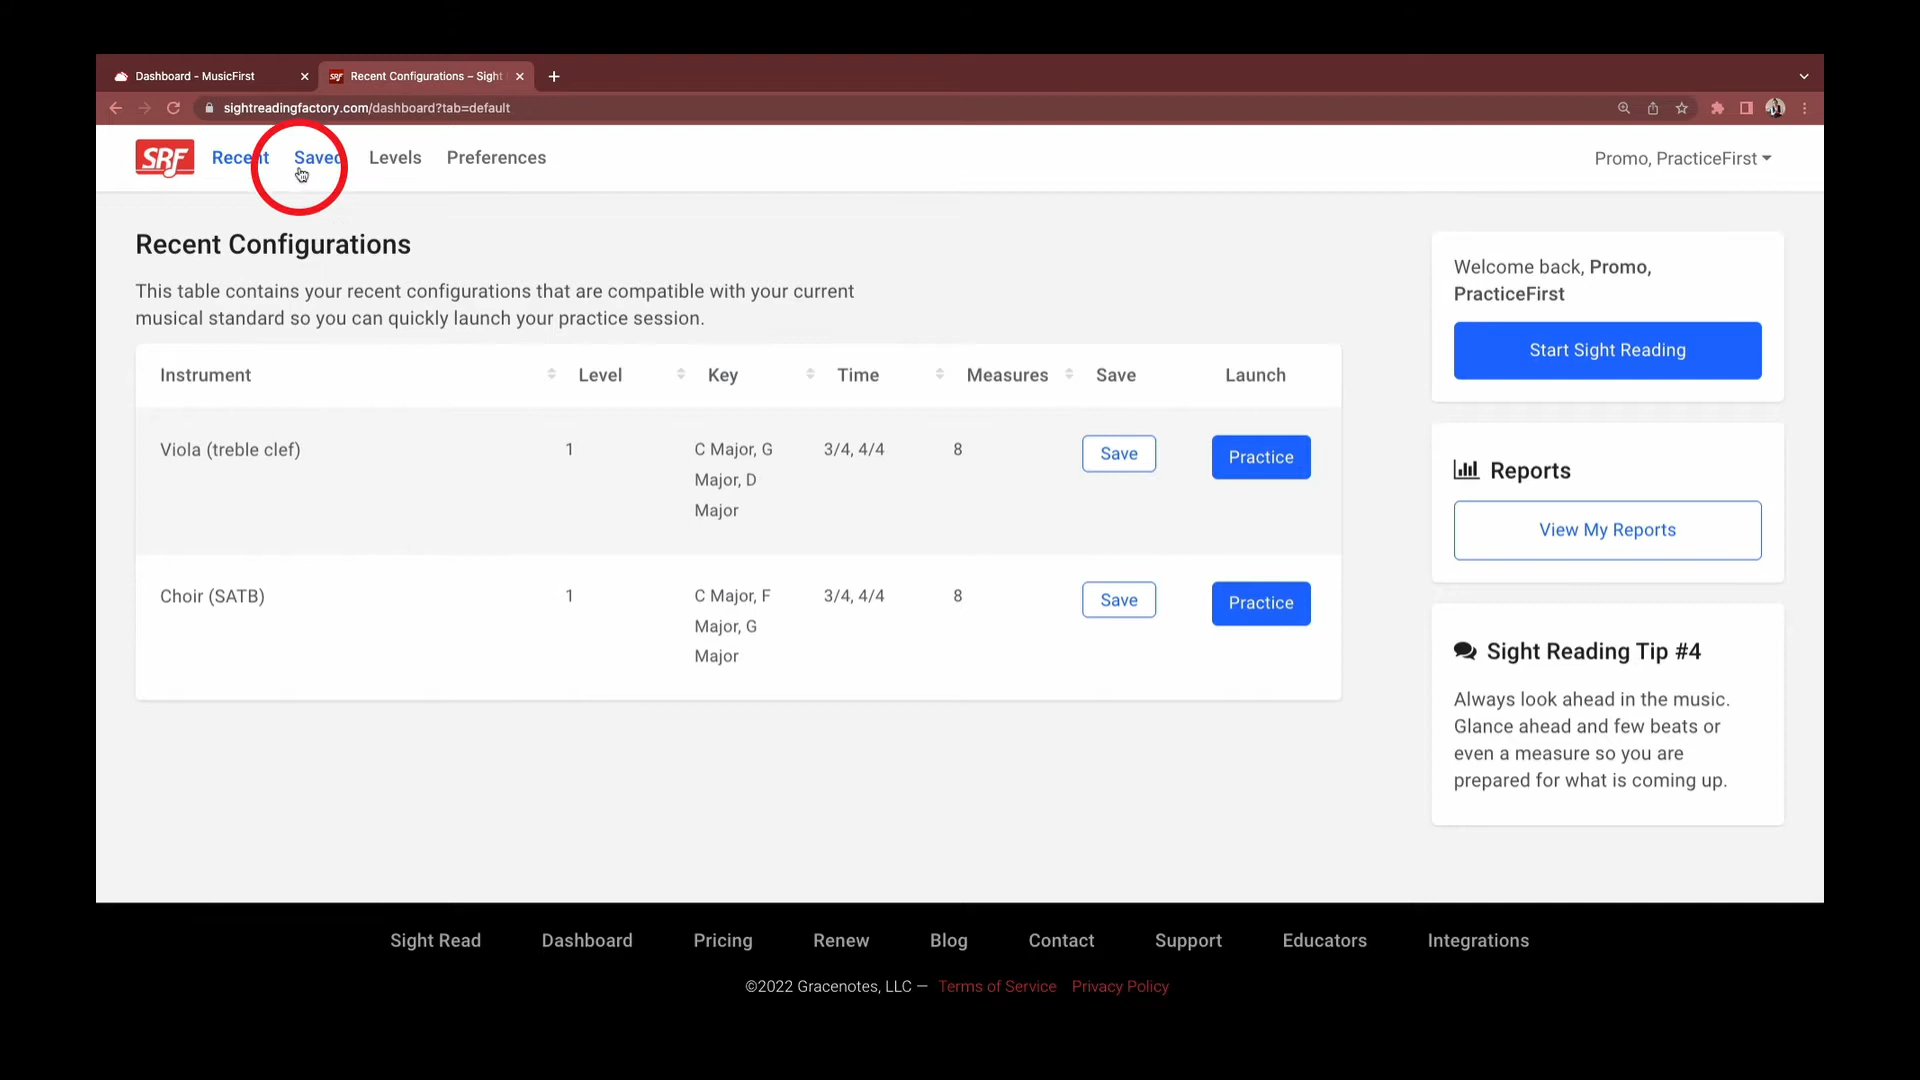 Dashboard - MusicFirst
SRF Recent Configurations – Sight
sightreadingfactory.com/dashboard?tab=default
SRF Recent Saved Levels Preferences Promo, PracticeFirst
Recent Configurations
This table contains your recent configurations that are compatible with your current
musical standard so you can quickly launch your practice session.
Instrument Level Key Time Measures Save Launch
Viola (treble clef) 1 C Major, G 3/4, 4/4 8 Save Practice
Major, D
Major
Choir (SATB) 1 C Major, F 3/4, 4/4 8 Save Practice
Major, G
Major
Welcome back, Promo,
PracticeFirst
Start Sight Reading
Reports
View My Reports
Sight Reading Tip #4
Always look ahead in the music.
Glance ahead and few beats or
even a measure so you are
prepared for what is coming up.
Sight Read Dashboard Pricing Renew Blog Contact Support Educators Integrations
©2022 Gracenotes, LLC — Terms of Service Privacy Policy